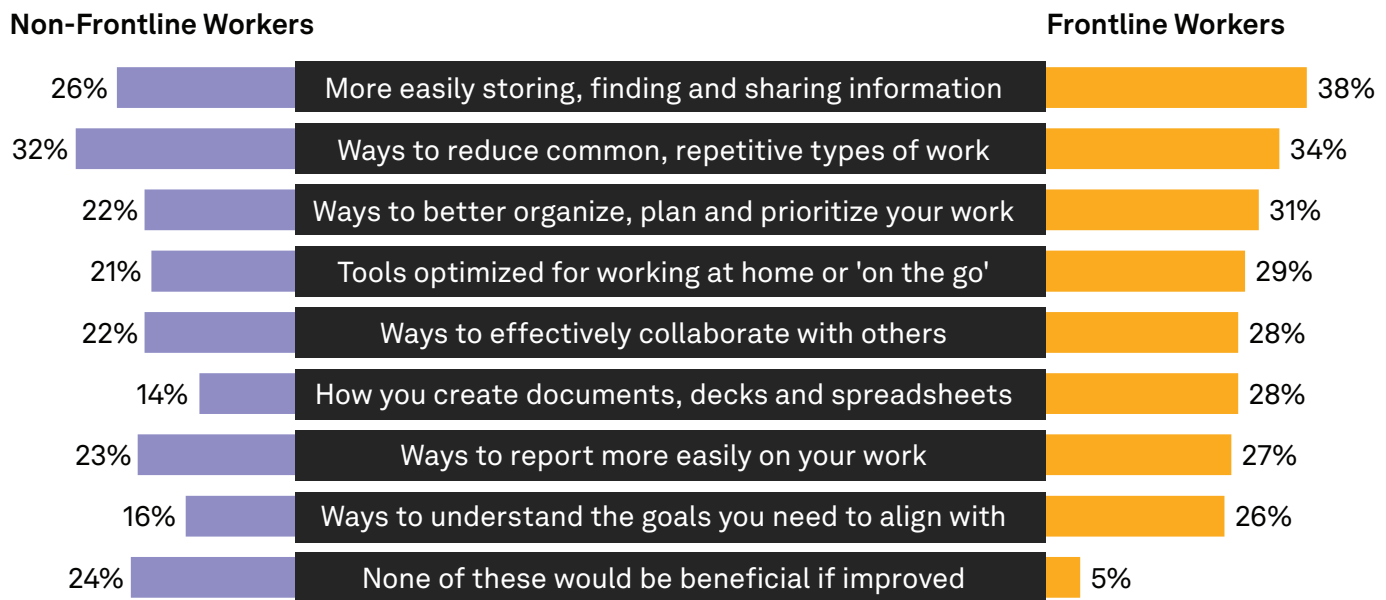 Non-Frontline Workers Frontline Workers
26% More easily storing, finding and sharing information 38%
32% Ways to reduce common, repetitive types of work 34%
22% Ways to better organize, plan and prioritize your work 31%
21% Tools optimized for working at home or 'on the go' 29%
22% Ways to effectively collaborate with others 28%
14% How you create documents, decks and spreadsheets 28%
23% Ways to report more easily on your work 27%
16% Ways to understand the goals you need to align with 26%
24% None of these would be beneficial if improved 5%